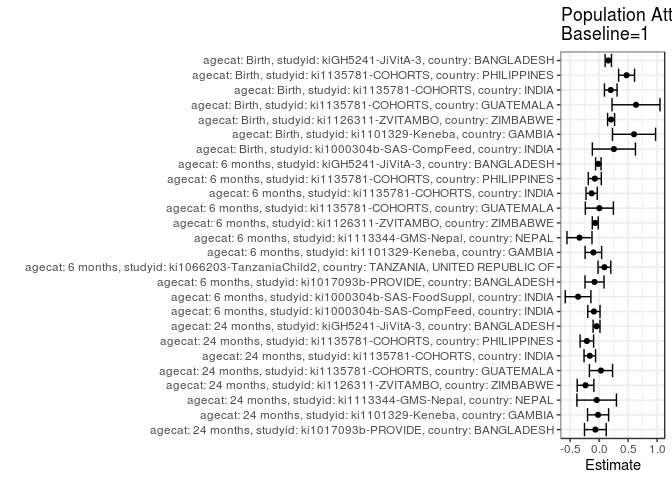 Population Att
Baseline=1
agecat: Birth, studyid: kiGH5241-JiVitA-3, country: BANGLADESH
agecat: Birth, studyid: ki1135781-COHORTS, country: PHILIPPINES
agecat: Birth, studyid: ki1135781-COHORTS, country: INDIA
agecat: Birth, studyid: ki1135781-COHORTS, country: GUATEMALA
agecat: Birth, studyid: ki1126311-ZVITAMBO, country: ZIMBABWE
agecat: Birth, studyid: ki1101329-Keneba, country: GAMBIA
agecat: Birth, studyid: ki1000304b-SAS-CompFeed, country: INDIA
agecat: 6 months, studyid: kiGH5241-JiVitA-3, country: BANGLADESH
agecat: 6 months, studyid: ki1135781-COHORTS, country: PHILIPPINES
agecat: 6 months, studyid: ki1135781-COHORTS, country: INDIA
agecat: 6 months, studyid: ki1135781-COHORTS, country: GUATEMALA
agecat: 6 months, studyid: ki1126311-ZVITAMBO, country: ZIMBABWE
agecat: 6 months, studyid: ki1113344-GMS-Nepal, country: NEPAL
agecat: 6 months, studyid: ki1101329-Keneba, country: GAMBIA
agecat: 6 months, studyid: ki1066203-TanzaniaChild2, country: TANZANIA, UNITED REPUBLIC OF
agecat: 6 months, studyid: ki1017093b-PROVIDE, country: BANGLADESH
agecat: 6 months, studyid: ki1000304b-SAS-FoodSuppl, country: INDIA
agecat: 6 months, studyid: ki1000304b-SAS-CompFeed, country: INDIA
agecat: 24 months, studyid: kiGH5241-JiVitA-3, country: BANGLADESH
agecat: 24 months, studyid: ki1135781-COHORTS, country: PHILIPPINES
agecat: 24 months, studyid: ki1135781-COHORTS, country: INDIA
agecat: 24 months, studyid: ki1135781-COHORTS, country: GUATEMALA
agecat: 24 months, studyid: ki1126311-ZVITAMBO, country: ZIMBABWE
agecat: 24 months, studyid: ki1113344-GMS-Nepal, country: NEPAL
agecat: 24 months, studyid: ki1101329-Keneba, country: GAMBIA
agecat: 24 months, studyid: ki1017093b-PROVIDE, country: BANGLADESH
-0.5 0.0 0.5 1.0
Estimate